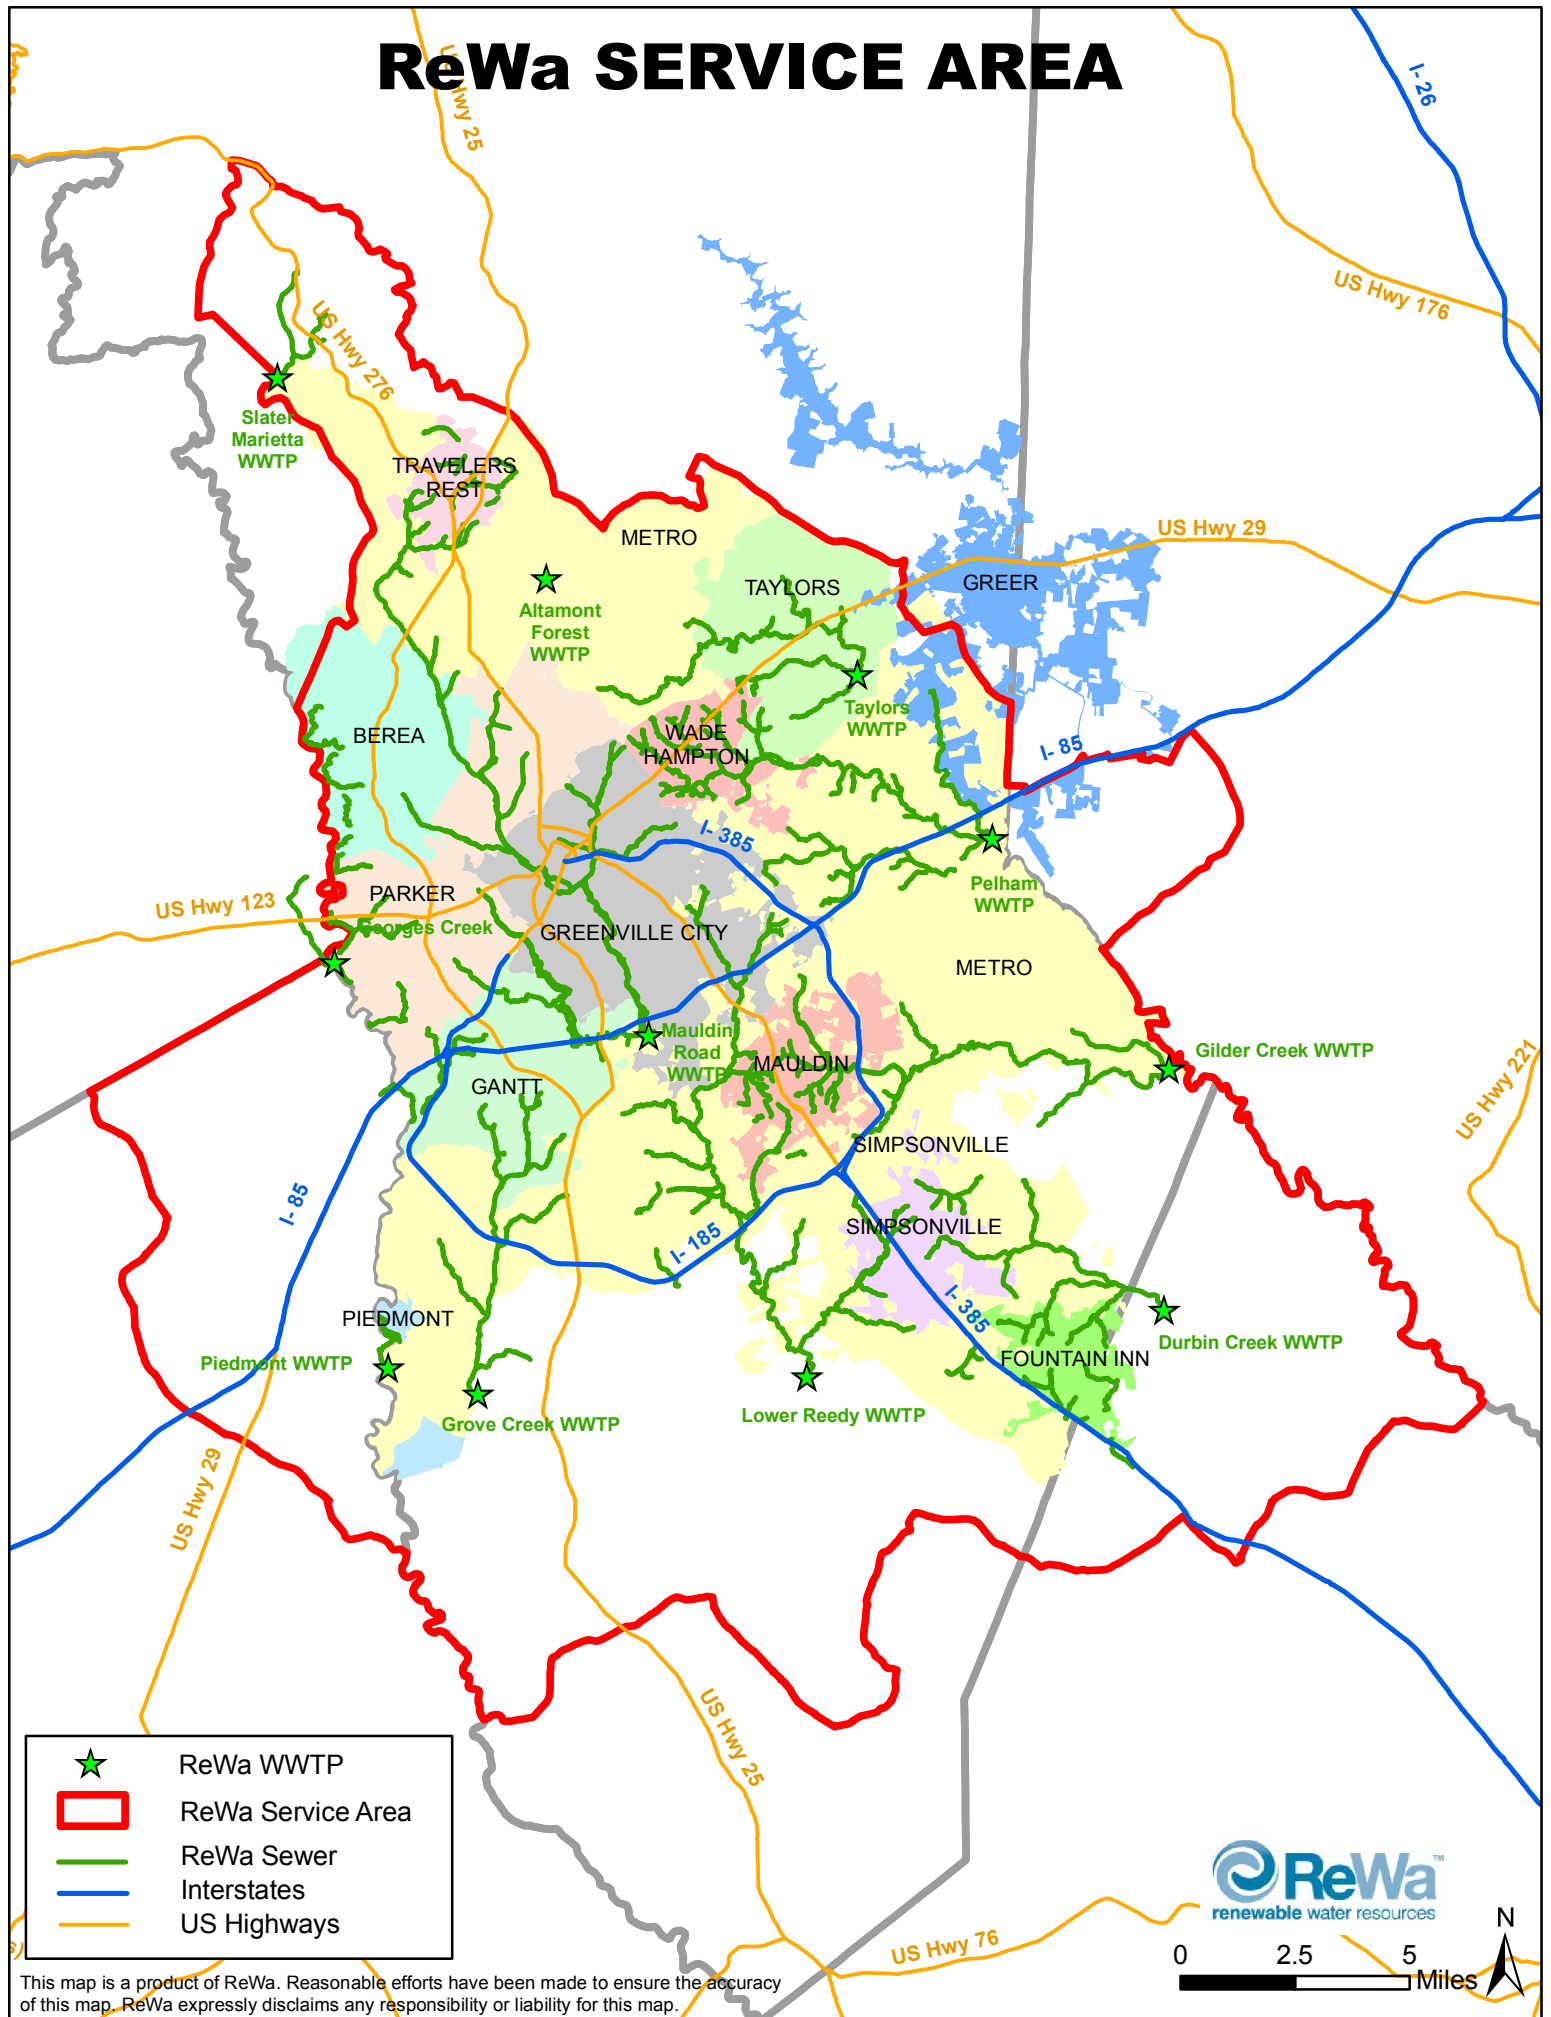 ReWa SERVICE AREA
US Hwy 25
I- 26
US Hwy 176
US Hwy 276
Slater
Marietta
WWTP
TRAVELERS
REST
METRO
US Hwy 29
TAYLORS
GREER
Altamont
Forest
WWTP
Taylors
WWTP
BEREA
WADE
HAMPTON
I- 85
I- 385
PARKER
Pelham
WWTP
US Hwy 123
Georges Creek
GREENVILLE CITY
METRO
Mauldin
Road
WWTP
MAULDIN
Gilder Creek WWTP
GANTT
US Hwy 221
SIMPSONVILLE
I- 85
SIMPSONVILLE
I- 185
I- 385
PIEDMONT
Durbin Creek WWTP
Piedmont WWTP
FOUNTAIN INN
Grove Creek WWTP
Lower Reedy WWTP
US Hwy 29
US Hwy 25
ReWa WWTP
ReWa Service Area
ReWa Sewer
Interstates
US Highways
ReWa™
renewable water resources
N
US Hwy 76
0 2.5 5
Miles
This map is a product of ReWa. Reasonable efforts have been made to ensure the accuracy
of this map. ReWa expressly disclaims any responsibility or liability for this map.